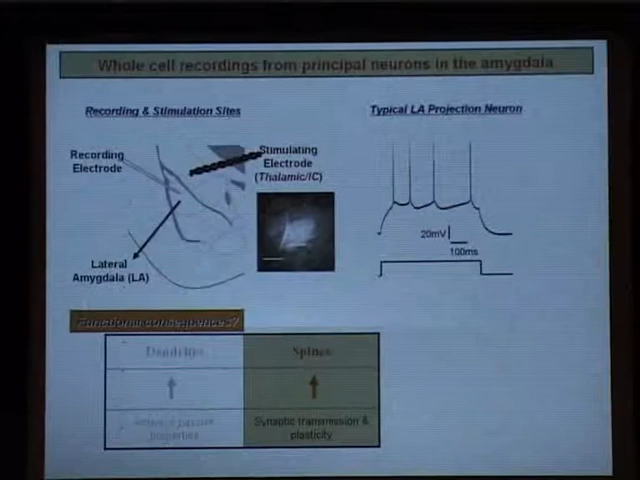 Whole cell recordings from principal neurons in the amygdala
Recording & Stimulation Sites
Typical LA Projection Neuron
Recording
Electrode
Stimulating
Electrode
(Thalamic/IC)
Lateral
Amygdala (LA)
20mV
100ms
Functional consequences?
Dendrites
Spines
properties
Synaptic transmission &
plasticity